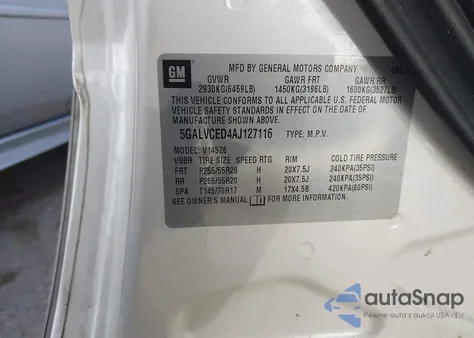 GM
MFD BY GENERAL MOTORS COMPANY
GVWR GAWR FRT GAWR RR
2930KG(6459LB) 1450KG(3196LB) 1600KG(3527LB)
THIS VEHICLE CONFORMS TO ALL APPLICABLE U.S. FEDERAL MOTOR
VEHICLE SAFETY STANDARDS IN EFFECT ON THE DATE OF
MANUFACTURE SHOWN ABOVE.
5GALVCED4AJ127116 TYPE: M.P.V.
MODEL: V14526
VBBR TIRE SIZE SPEED RTG RIM COLD TIRE PRESSURE
FRT P255/55R20 H 20X7.5J 240KPA(35PSI)
RR P255/55R20 H 20X7.5J 240KPA(35PSI)
SPA T145/70R17 M 17X4.5B 420KPA(60PSI)
SEE OWNER'S MANUAL FOR MORE INFORMATION.
autoSnap
Pewne auta z USA i EU